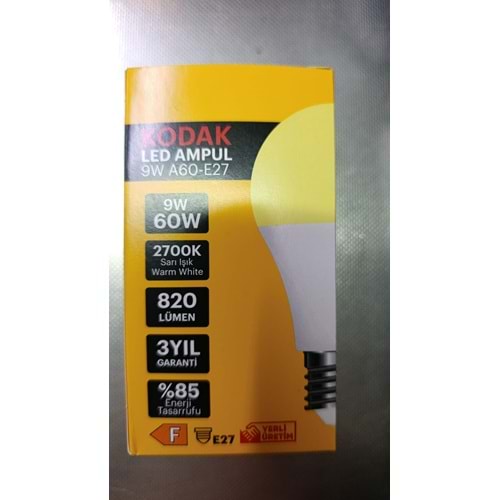 KODAK
LED AMPUL
9W A60-E27
9W
60W
2700K
Sarı Işık
Warm White
820
LÜMEN
3YIL
GARANTİ
%85
Enerji
Tasarrufu
F
E27
YERLİ
ÜRETİM